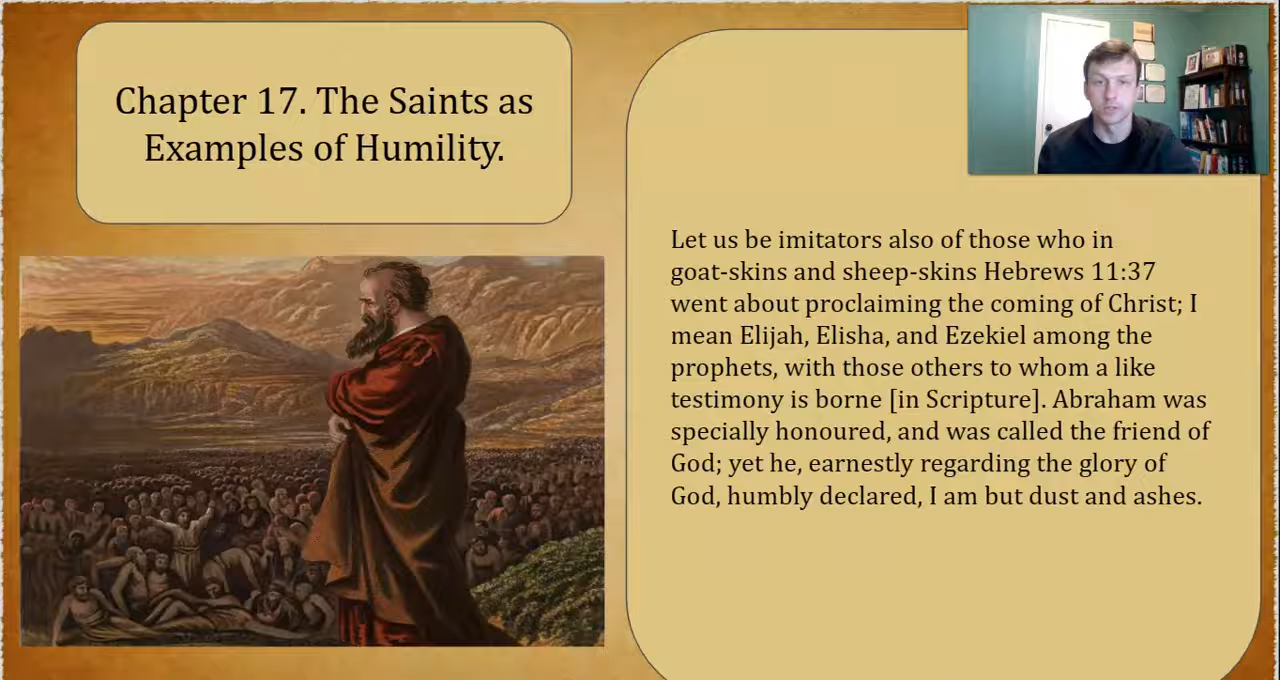 Chapter 17. The Saints as
Examples of Humility.
Let us be imitators also of those who in
goat-skins and sheep-skins Hebrews 11:37
went about proclaiming the coming of Christ; I
mean Elijah, Elisha, and Ezekiel among the
prophets, with those others to whom a like
testimony is borne [in Scripture]. Abraham was
specially honoured, and was called the friend of
God; yet he, earnestly regarding the glory of
God, humbly declared, I am but dust and ashes.